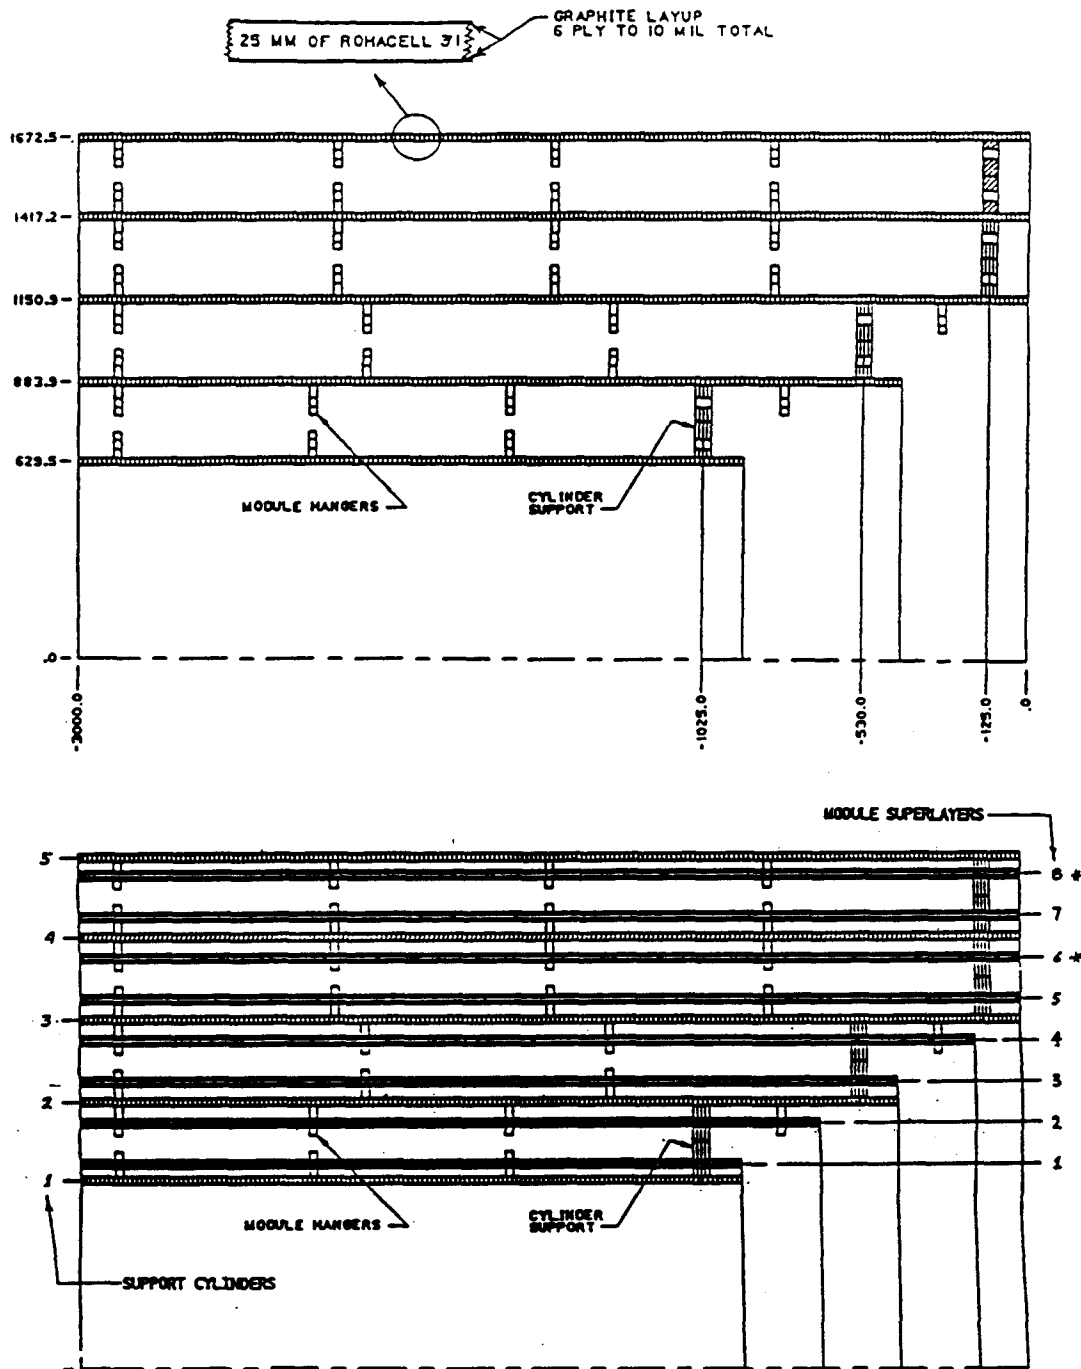 GRAPHITE LAYUP
6 PLY TO 10 MIL TOTAL
25 MM OF ROHACELL 31
1672.5
1417.2
1150.9
883.9
629.5
MODULE HANGERS
CYLINDER
SUPPORT
.0
-3000.0
-1025.0
-530.0
-125.0
.0
MODULE SUPERLAYERS
5
8 *
7
4
6 *
5
3
4
3
2
2
1
1
MODULE HANGERS
CYLINDER
SUPPORT
SUPPORT CYLINDERS